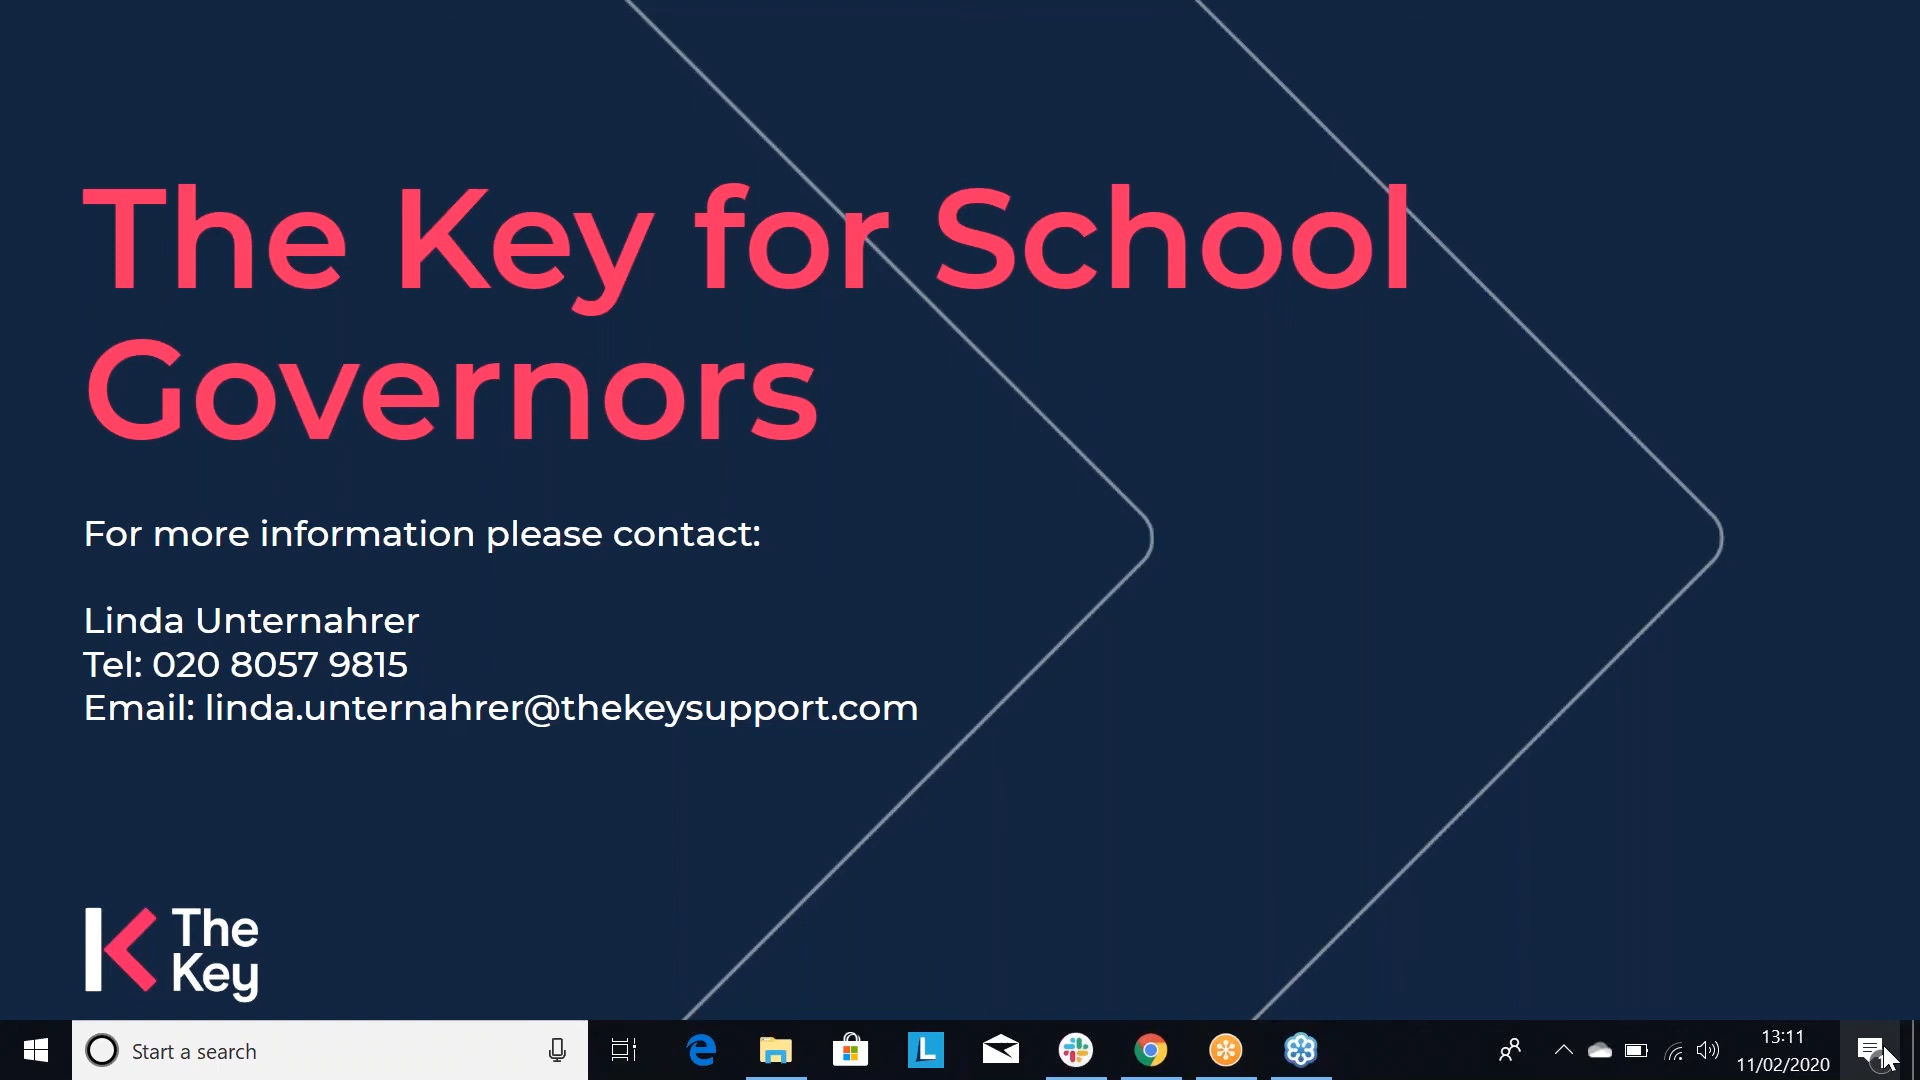 The Key for School
Governors
For more information please contact:
Linda Unternahrer
Tel: 020 8057 9815
Email: linda.unternahrer@thekeysupport.com
The
Key
Start a search
L
13:11
11/02/2020